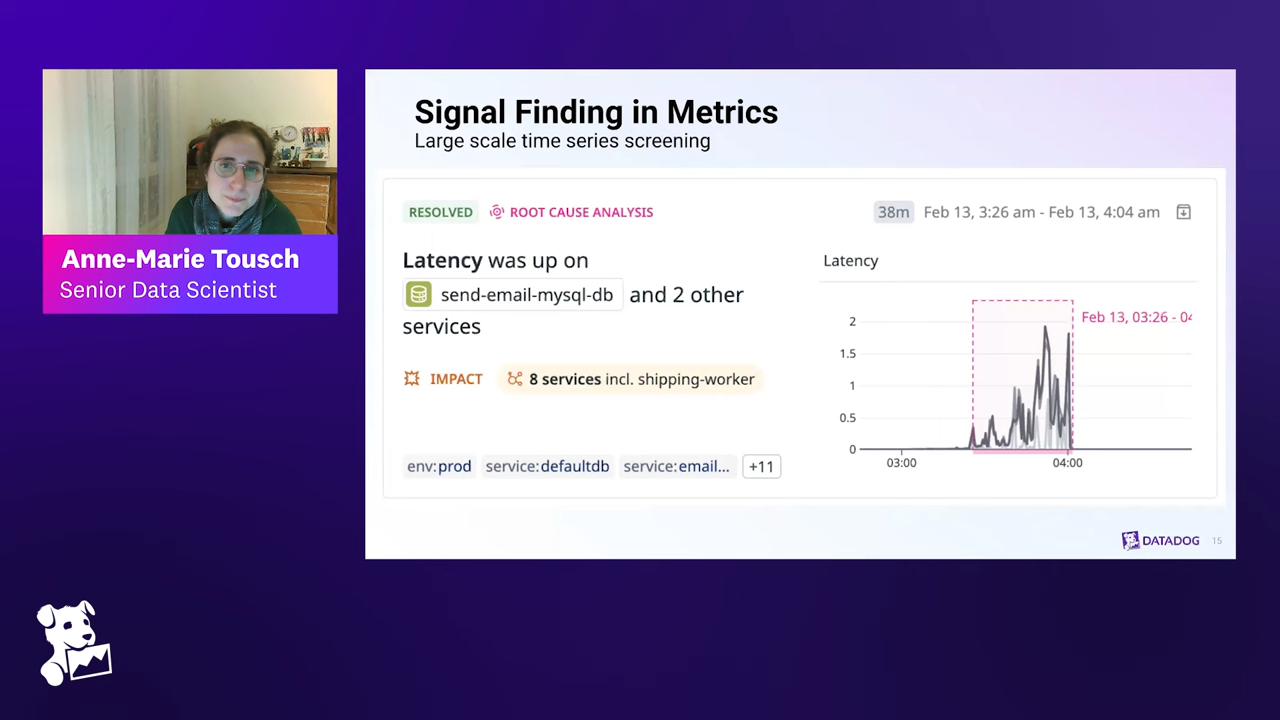 Anne-Marie Tousch
Senior Data Scientist
Signal Finding in Metrics
Large scale time series screening
RESOLVED ROOT CAUSE ANALYSIS
38m Feb 13, 3:26 am - Feb 13, 4:04 am
Latency was up on
send-email-mysql-db and 2 other
services
IMPACT 8 services incl. shipping-worker
env:prod service:defaultdb service:email... +11
Latency
Feb 13, 03:26 - 04
2
1.5
1
0.5
0
03:00 04:00
DATADOG 15